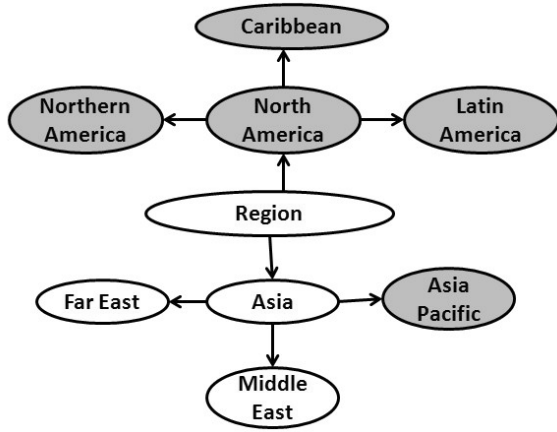 Caribbean
Northern
America
North
America
Latin
America
Region
Far East
Asia
Asia
Pacific
Middle
East